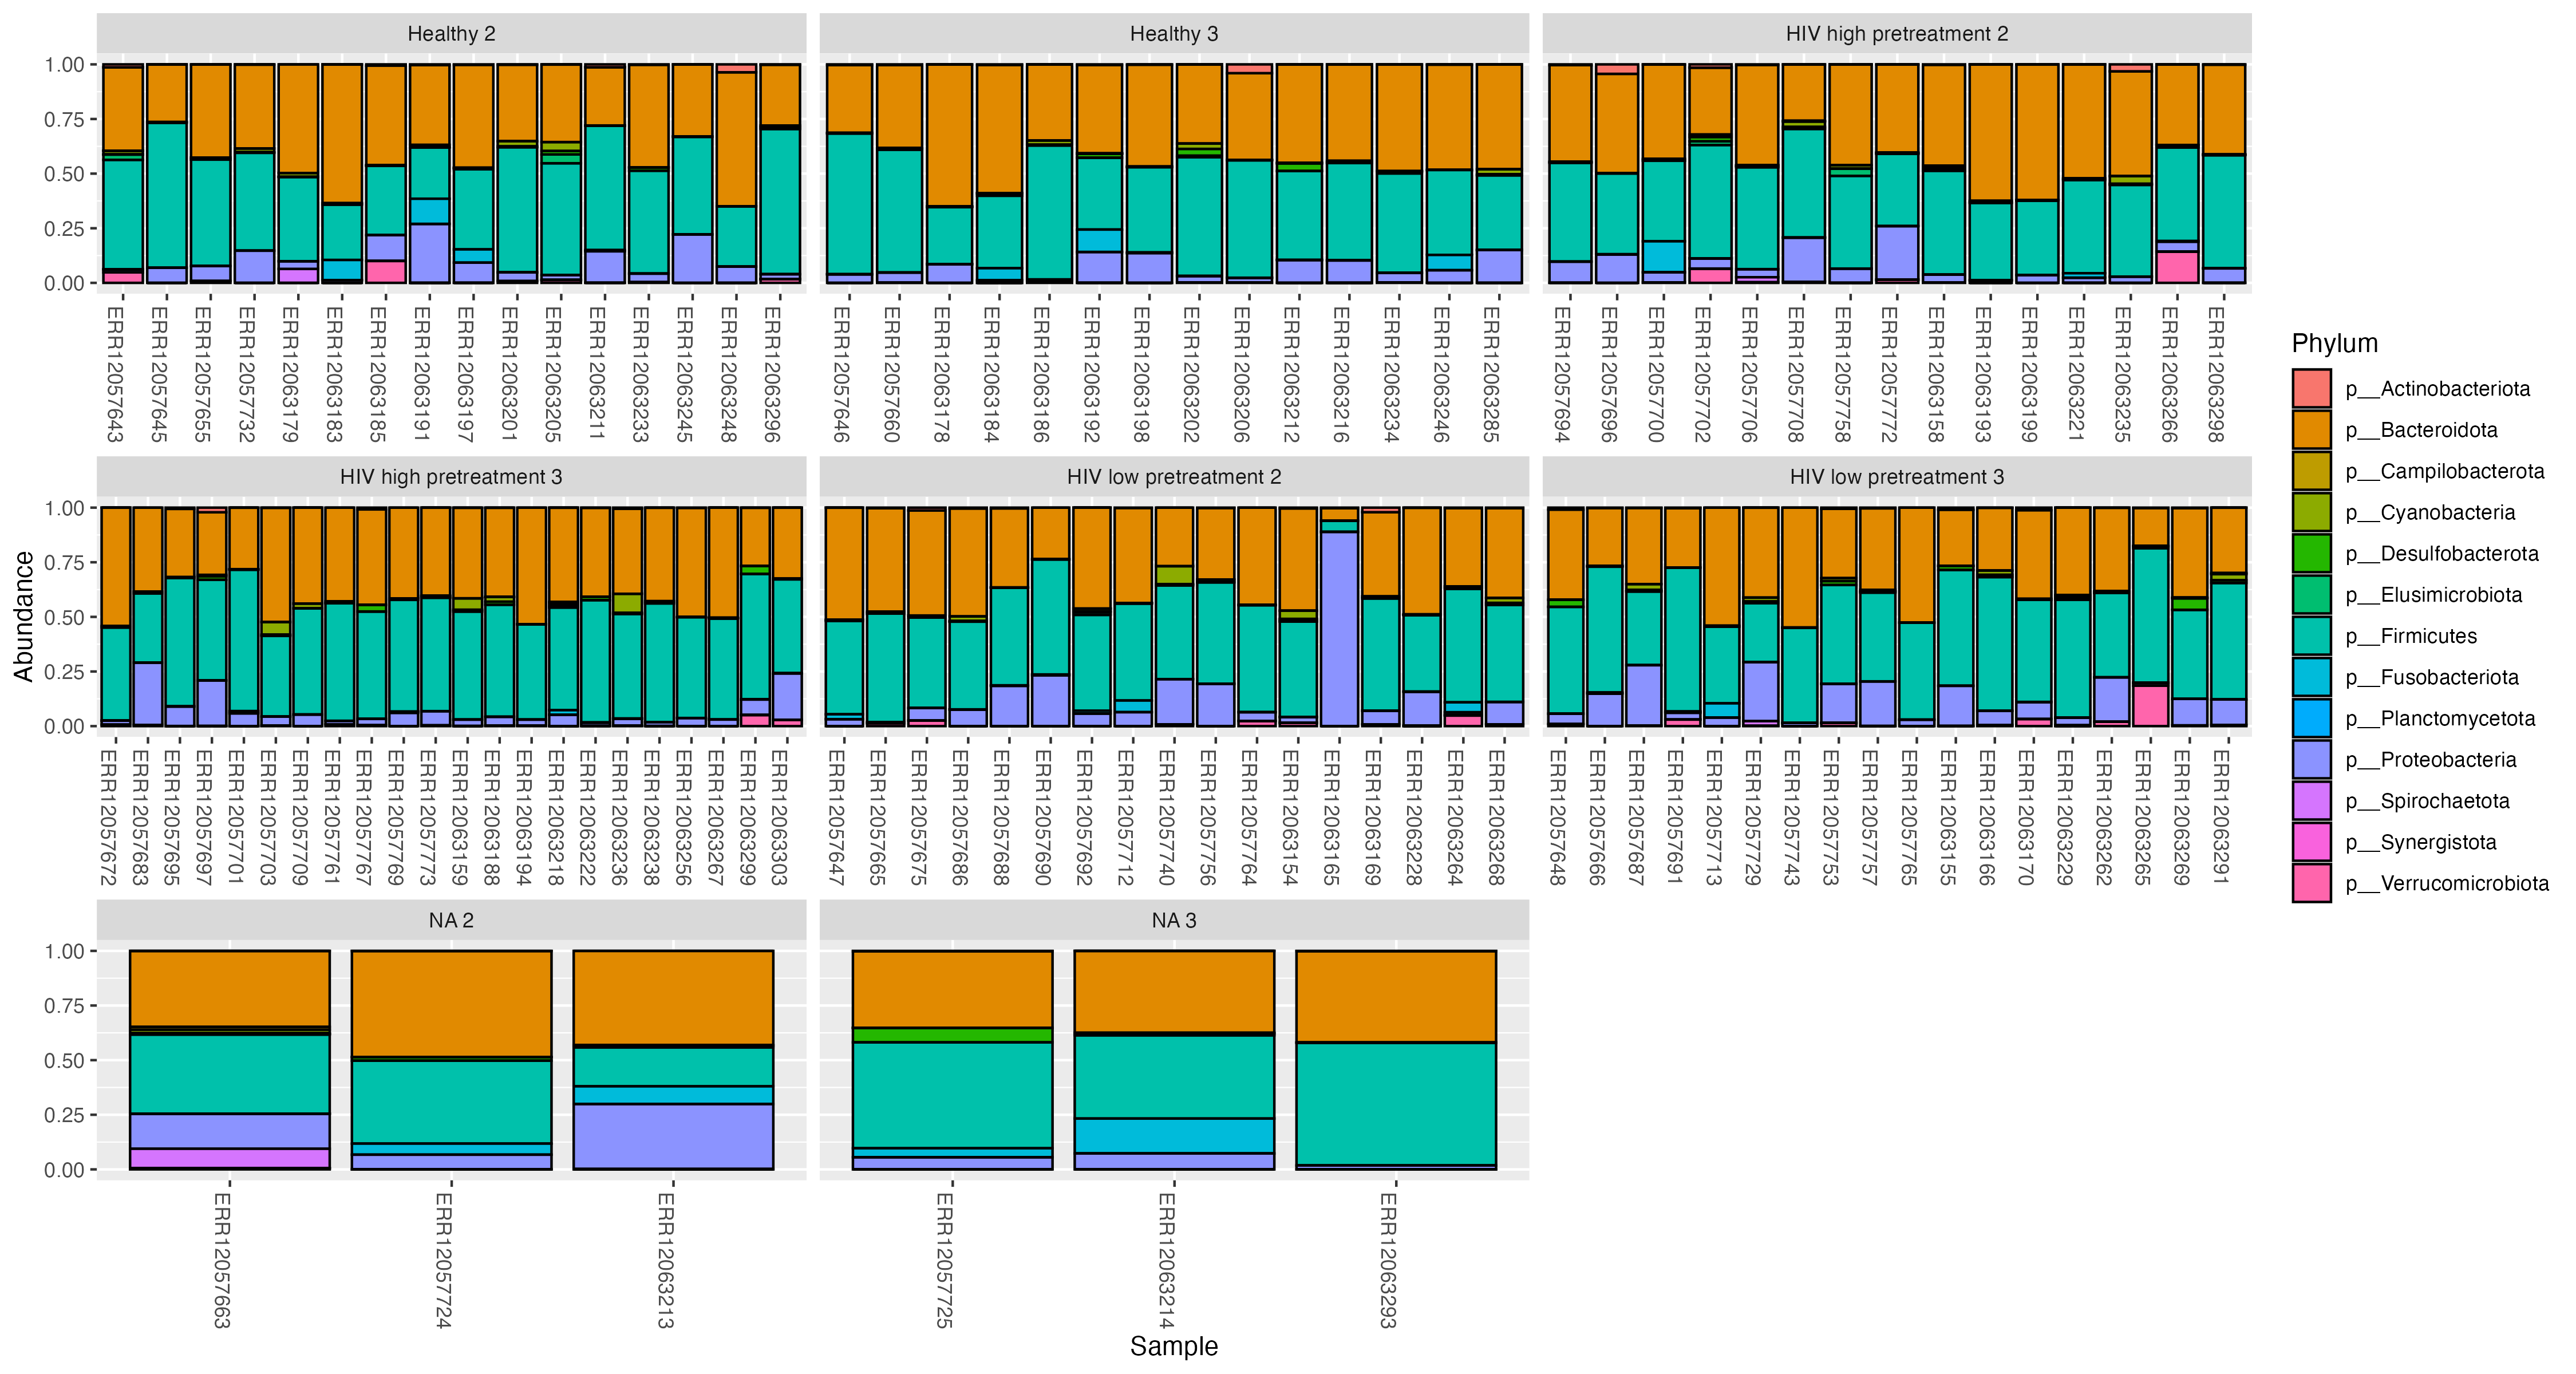 Healthy 2
Healthy 3
HIV high pretreatment 2
1.00
0.75
0.50
0.25
0.00
ERR12057643
ERR12057645
ERR12057655
ERR12057732
ERR12063179
ERR12063183
ERR12063185
ERR12063191
ERR12063197
ERR12063201
ERR12063205
ERR12063211
ERR12063233
ERR12063245
ERR12063248
ERR12063296
ERR12057646
ERR12057660
ERR12063178
ERR12063184
ERR12063186
ERR12063192
ERR12063198
ERR12063202
ERR12063206
ERR12063212
ERR12063216
ERR12063234
ERR12063246
ERR12063285
ERR12057694
ERR12057696
ERR12057700
ERR12057702
ERR12057706
ERR12057708
ERR12057758
ERR12057772
ERR12063158
ERR12063193
ERR12063199
ERR12063221
ERR12063235
ERR12063266
ERR12063298
HIV high pretreatment 3
HIV low pretreatment 2
HIV low pretreatment 3
1.00
0.75
0.50
0.25
0.00
ERR12057672
ERR12057683
ERR12057695
ERR12057697
ERR12057701
ERR12057703
ERR12057709
ERR12057761
ERR12057767
ERR12057769
ERR12057773
ERR12063159
ERR12063188
ERR12063194
ERR12063218
ERR12063222
ERR12063236
ERR12063238
ERR12063256
ERR12063267
ERR12063299
ERR12063303
ERR12057647
ERR12057665
ERR12057675
ERR12057686
ERR12057688
ERR12057690
ERR12057692
ERR12057712
ERR12057740
ERR12057756
ERR12057764
ERR12063154
ERR12063165
ERR12063169
ERR12063228
ERR12063264
ERR12063268
ERR12057648
ERR12057666
ERR12057687
ERR12057691
ERR12057713
ERR12057729
ERR12057743
ERR12057753
ERR12057757
ERR12057765
ERR12063155
ERR12063166
ERR12063170
ERR12063229
ERR12063262
ERR12063265
ERR12063269
ERR12063291
NA 2
NA 3
1.00
0.75
0.50
0.25
0.00
ERR12057663
ERR12057724
ERR12063213
ERR12057725
ERR12063214
ERR12063293
Abundance
Sample
Phylum
p__Actinobacteriota
p__Bacteroidota
p__Campilobacterota
p__Cyanobacteria
p__Desulfobacterota
p__Elusimicrobiota
p__Firmicutes
p__Fusobacteriota
p__Planctomycetota
p__Proteobacteria
p__Spirochaetota
p__Synergistota
p__Verrucomicrobiota